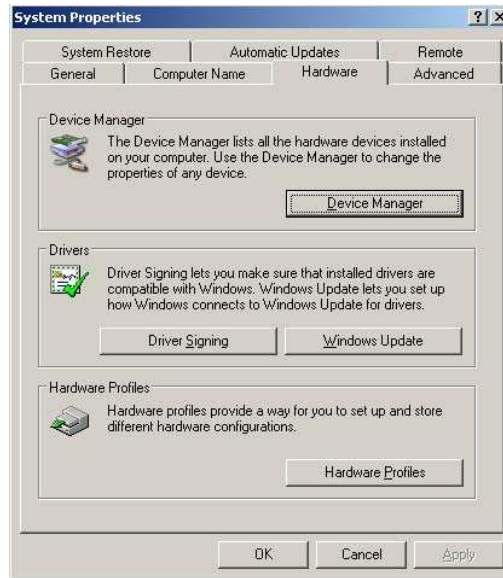 System Properties
System Restore
Automatic Updates
Remote
General
Computer Name
Hardware
Advanced
Device Manager
The Device Manager lists all the hardware devices installed
on your computer. Use the Device Manager to change the
properties of any device.
Device Manager
Drivers
Driver Signing lets you make sure that installed drivers are
compatible with Windows. Windows Update lets you set up
how Windows connects to Windows Update for drivers.
Driver Signing
Windows Update
Hardware Profiles
Hardware profiles provide a way for you to set up and store
different hardware configurations.
Hardware Profiles
OK
Cancel
Apply